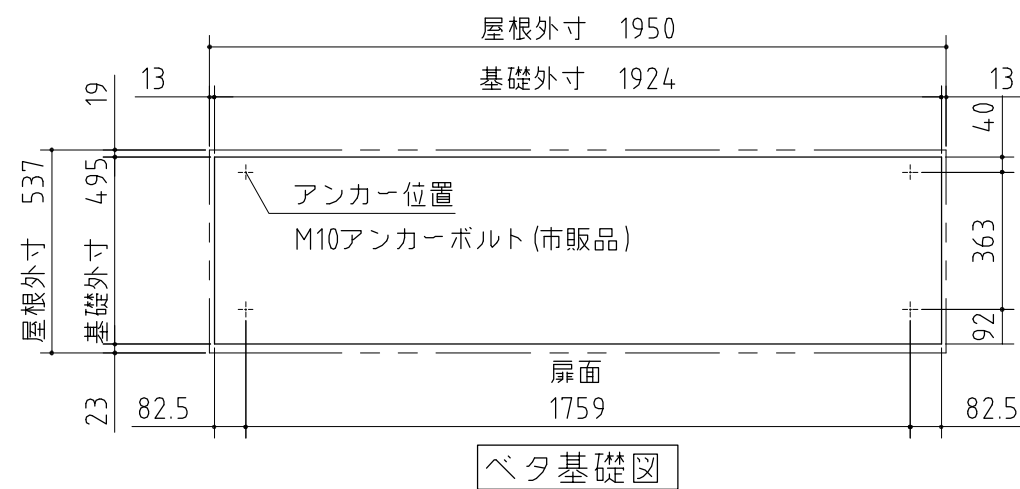 屋根外寸 1950
13
基礎外寸 1924
13
19
40
屋根外寸 537
基礎外寸 495
アンカー位置
M10アンカーボルト(市販品)
363
92
扉面
23
82.5
1759
82.5
ベタ基礎図